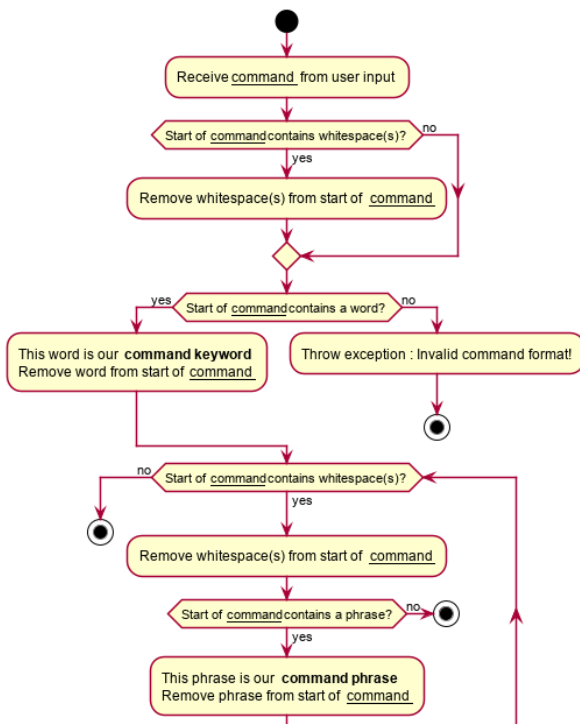 Receive command from user input
Start of command contains whitespace(s)?
no
yes
Remove whitespace(s) from start of command
yes
Start of command contains a word?
no
This word is our command keyword
Remove word from start of command
Throw exception : Invalid command format!
no
Start of command contains whitespace(s)?
yes
Remove whitespace(s) from start of command
Start of command contains a phrase?
no
yes
This phrase is our command phrase
Remove phrase from start of command